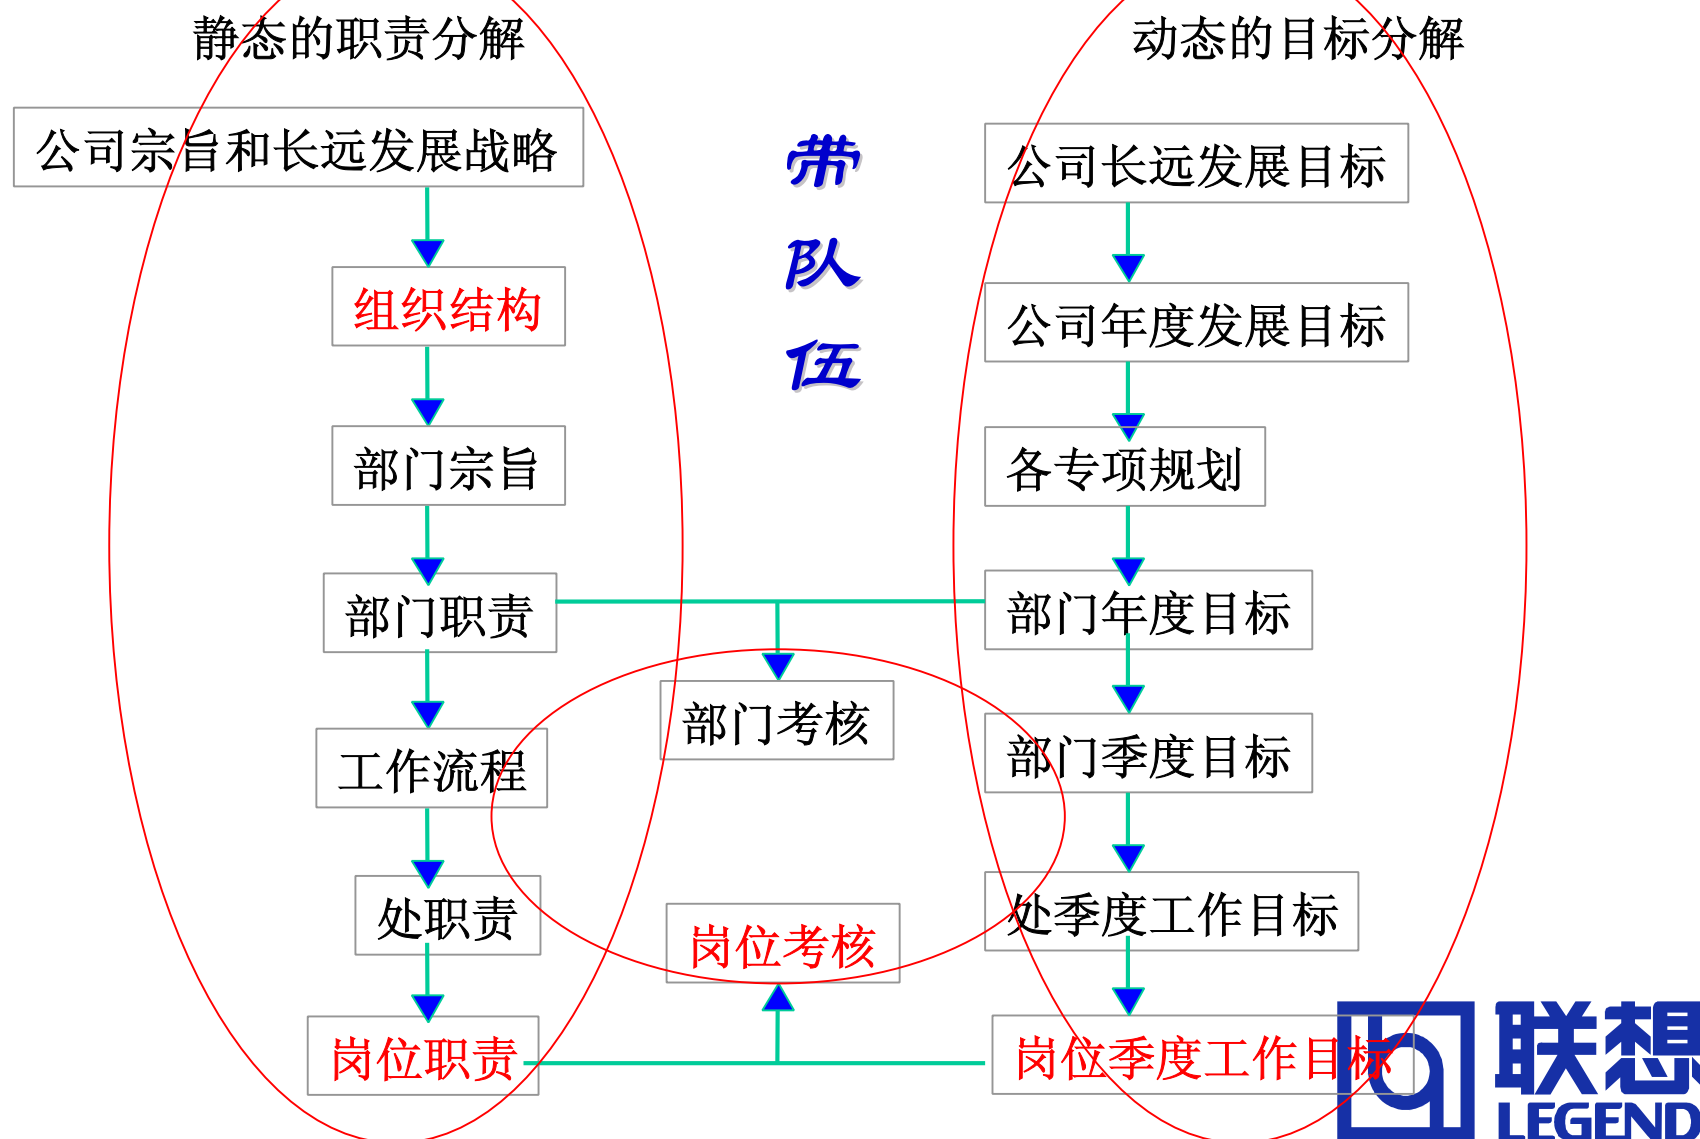 静态的职责分解
动态的目标分解
公司宗旨和长远发展战略
组织结构
部门宗旨
部门职责
工作流程
处职责
岗位职责
带
队
伍
部门考核
岗位考核
公司长远发展目标
公司年度发展目标
各专项规划
部门年度目标
部门季度目标
处季度工作目标
岗位季度工作目标
联想
LEGEND